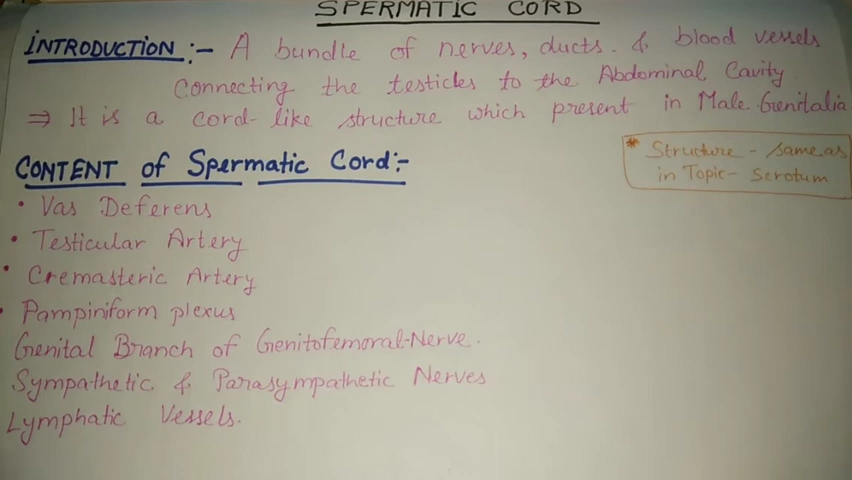 SPERMATIC CORD
INTRODUCTION :- A bundle of nerves, ducts. & blood vessels
Connecting the testicles to the Abdominal Cavity
⇒ It is a cord-like structure which present in Male Genitalia
* Structure - same as
in Topic - Scrotum
CONTENT of Spermatic Cord:-
• Vas Deferens
• Testicular Artery
• Cremasteric Artery
• Pampiniform plexus
Genital Branch of Genitofemoral-Nerve.
Sympathetic & Parasympathetic Nerves
Lymphatic Vessels.